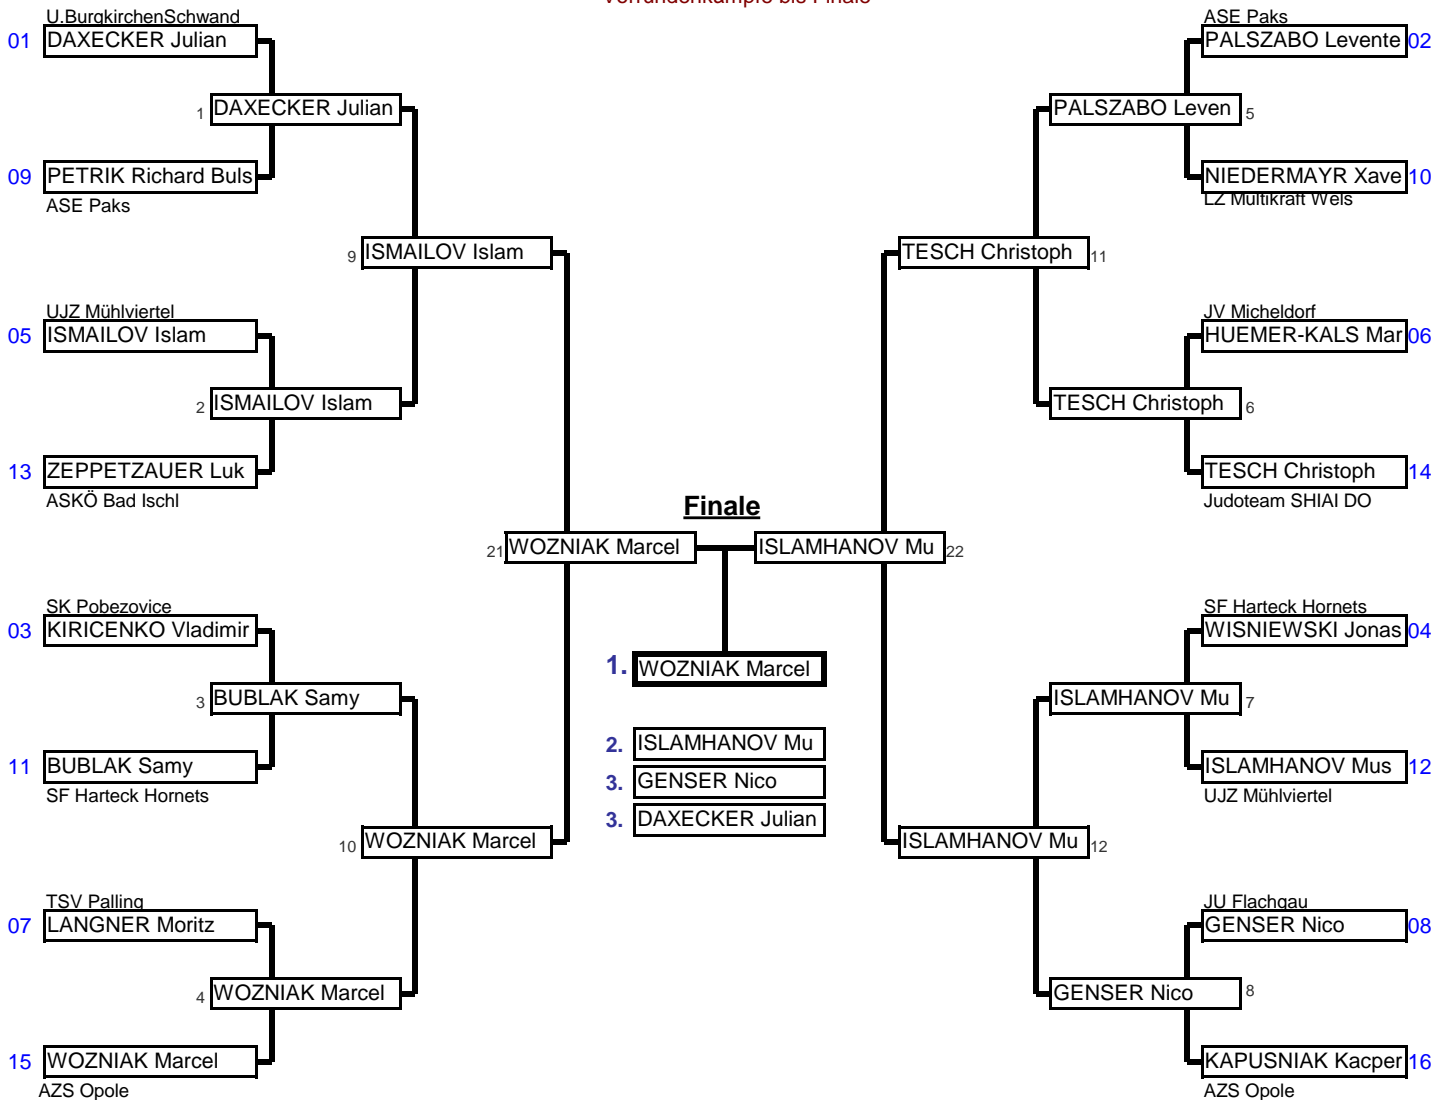 Vorrundenkämpfe bis Finale
U.BurgkirchenSchwand
01 DAXECKER Julian
1 DAXECKER Julian
09 PETRIK Richard Buls
ASE Paks
9 ISMAILOV Islam
UJZ Mühlviertel
05 ISMAILOV Islam
2 ISMAILOV Islam
13 ZEPPETZAUER Luk
ASKÖ Bad Ischl
21 WOZNIAK Marcel
SK Pobezovice
03 KIRICENKO Vladimir
3 BUBLAK Samy
11 BUBLAK Samy
SF Harteck Hornets
10 WOZNIAK Marcel
TSV Palling
07 LANGNER Moritz
4 WOZNIAK Marcel
15 WOZNIAK Marcel
AZS Opole
Finale
1. WOZNIAK Marcel
2. ISLAMHANOV Mu
3. GENSER Nico
3. DAXECKER Julian
ASE Paks
PALSZABO Levente 02
PALSZABO Leven 5
NIEDERMAYR Xave 10
LZ Multikraft Wels
TESCH Christoph 11
JV Micheldorf
HUEMER-KALS Mar 06
TESCH Christoph 6
TESCH Christoph 14
Judoteam SHIAI DO
ISLAMHANOV Mu 22
SF Harteck Hornets
WISNIEWSKI Jonas 04
ISLAMHANOV Mu 7
ISLAMHANOV Mus 12
UJZ Mühlviertel
ISLAMHANOV Mu 12
JU Flachgau
GENSER Nico 08
GENSER Nico 8
KAPUSNIAK Kacper 16
AZS Opole